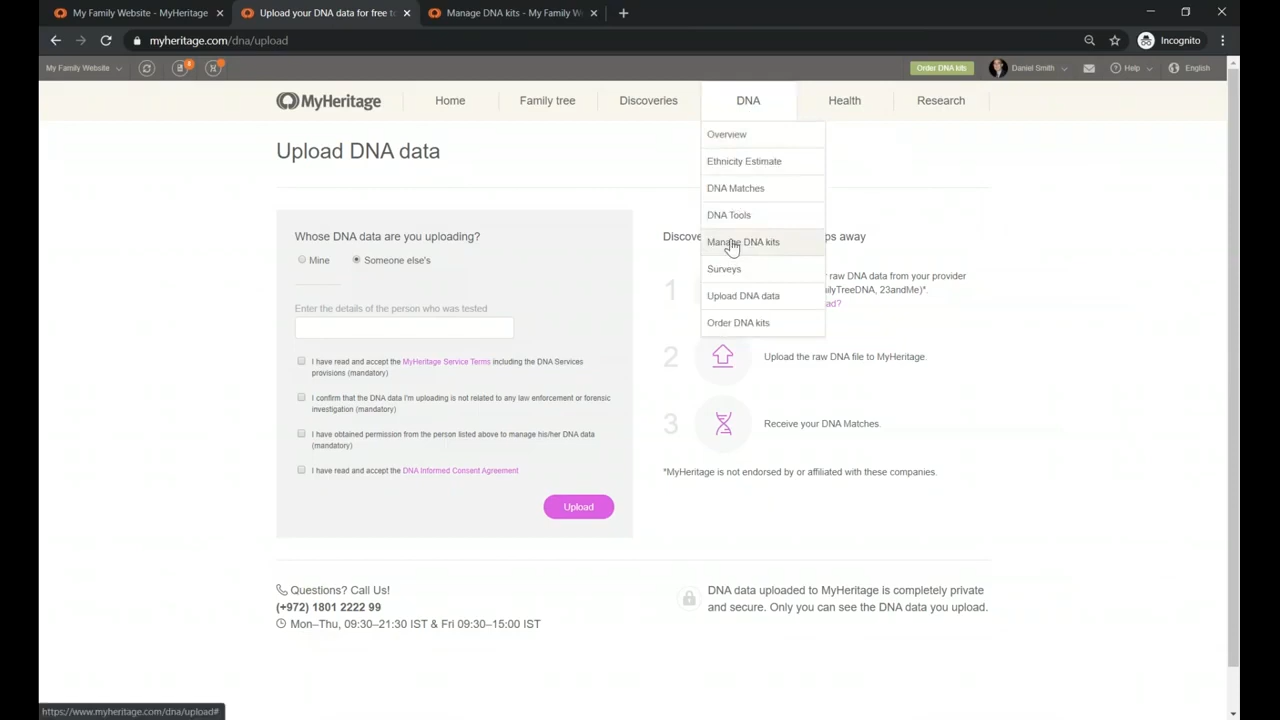 My Family Website - MyHeritage
Upload your DNA data for free to
Manage DNA kits - My Family W
myheritage.com/dna/upload
Incognito
My Family Website
8
Order DNA kits
Daniel Smith
Help
English
MyHeritage
Home
Family tree
Discoveries
DNA
Health
Research
Overview
Ethnicity Estimate
DNA Matches
DNA Tools
Manage DNA kits
Surveys
Upload DNA data
Order DNA kits
Upload DNA data
Whose DNA data are you uploading?
Mine
Someone else's
Enter the details of the person who was tested
I have read and accept the MyHeritage Service Terms including the DNA Services
provisions (mandatory)
I confirm that the DNA data I'm uploading is not related to any law enforcement or forensic
investigation (mandatory)
I have obtained permission from the person listed above to manage his/her DNA data
(mandatory)
I have read and accept the DNA Informed Consent Agreement
Upload
Discove
ps away
1
r raw DNA data from your provider
ilyTreeDNA, 23andMe)*.
ad?
2
Upload the raw DNA file to MyHeritage.
3
Receive your DNA Matches.
*MyHeritage is not endorsed by or affiliated with these companies.
Questions? Call Us!
(+972) 1801 2222 99
Mon–Thu, 09:30–21:30 IST & Fri 09:30–15:00 IST
DNA data uploaded to MyHeritage is completely private
and secure. Only you can see the DNA data you upload.
https://www.myheritage.com/dna/upload#